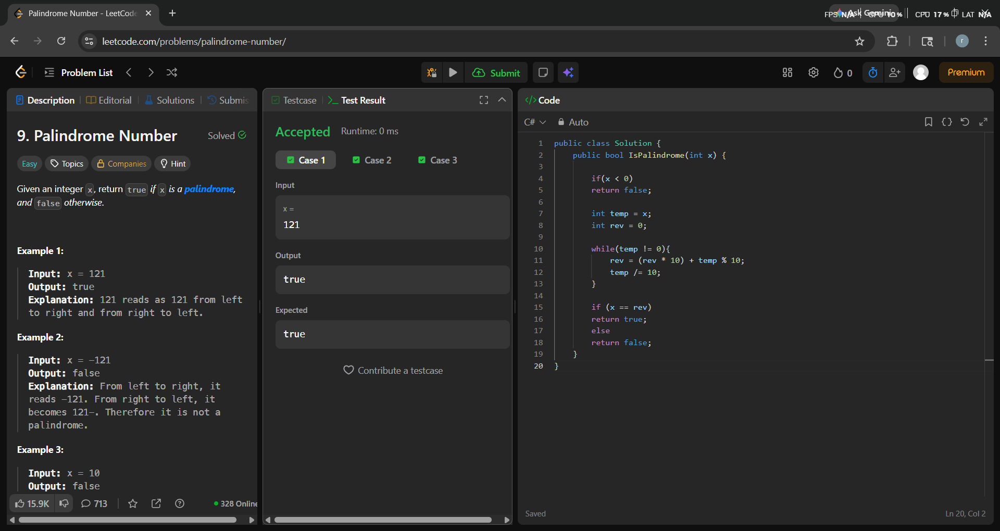 Palindrome Number - LeetCode
Ask Gemini
FPS N/A GPU 10 % CPU 17 % LAT N/A
leetcode.com/problems/palindrome-number/
r
Problem List
Submit
0
Premium
Description
Editorial
Solutions
Submis
9. Palindrome Number
Solved
Easy
Topics
Companies
Hint
Given an integer x, return true if x is a palindrome,
and false otherwise.
Example 1:
Input: x = 121
Output: true
Explanation: 121 reads as 121 from left
to right and from right to left.
Example 2:
Input: x = -121
Output: false
Explanation: From left to right, it
reads -121. From right to left, it
becomes 121-. Therefore it is not a
palindrome.
Example 3:
Input: x = 10
Output: false
15.9K
713
328 Online
Testcase
Test Result
Accepted
Runtime: 0 ms
Case 1
Case 2
Case 3
Input
x =
121
Output
true
Expected
true
Contribute a testcase
Code
C#
Auto
1 public class Solution {
2 public bool IsPalindrome(int x) {
3
4 if(x < 0)
5 return false;
6
7 int temp = x;
8 int rev = 0;
9
10 while(temp != 0){
11 rev = (rev * 10) + temp % 10;
12 temp /= 10;
13 }
14
15 if (x == rev)
16 return true;
17 else
18 return false;
19 }
20 }
Saved
Ln 20, Col 2